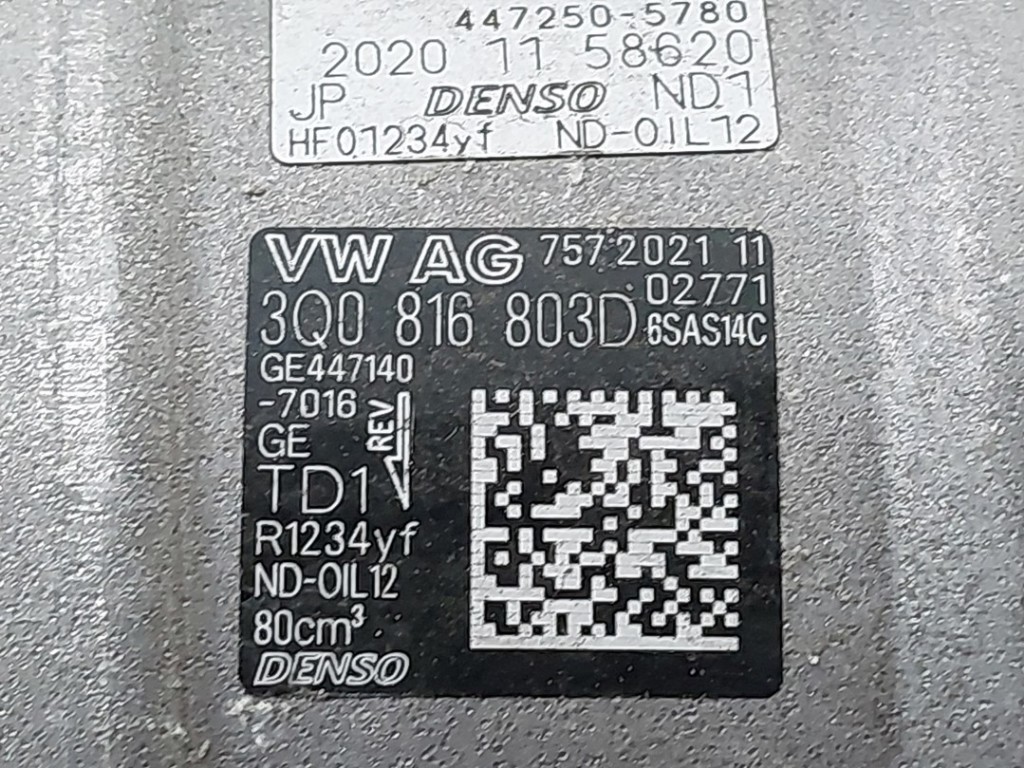 447250-5780
2020 11 58620
JP DENSO ND1
HF01234yf ND-OIL12
VW AG 757 2021 11
02771
3Q0 816 803D 6SAS14C
GE447140
-7016
REV
GE
TD1
R1234yf
ND-OIL12
80cm³
DENSO